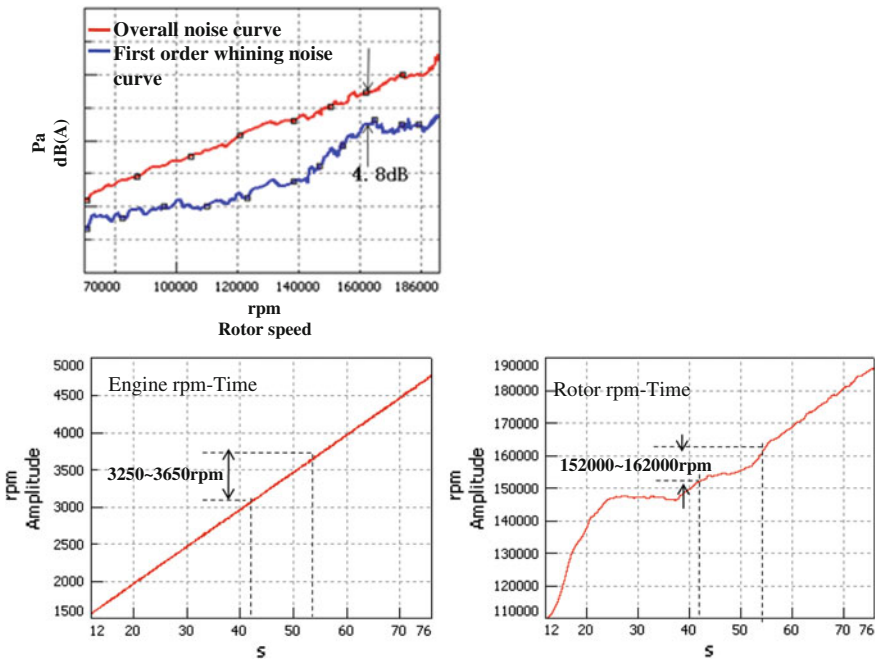 Overall noise curve
First order whining noise
curve
Pa
dB(A)
4. 8dB
70000 100000 120000 140000 160000 186000
rpm
Rotor speed
5000
4500
4000
3500
3000
2500
2000
1500
rpm
Amplitude
Engine rpm-Time
3250~3650rpm
12 20 30 40 50 60 70 76
s
190000
170000
160000
150000
140000
130000
120000
110000
rpm
Amplitude
Rotor rpm-Time
152000~162000rpm
12 20 30 40 50 60 70 76
s